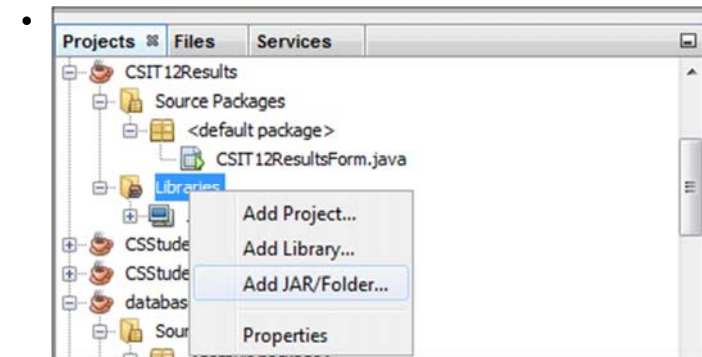 Projects Files Services
CSIT12Results
Source Packages
<default package>
CSIT12ResultsForm.java
Libraries
Add Project...
Add Library...
CSStude
Add JAR/Folder...
CSStude
databas
Properties
Sour